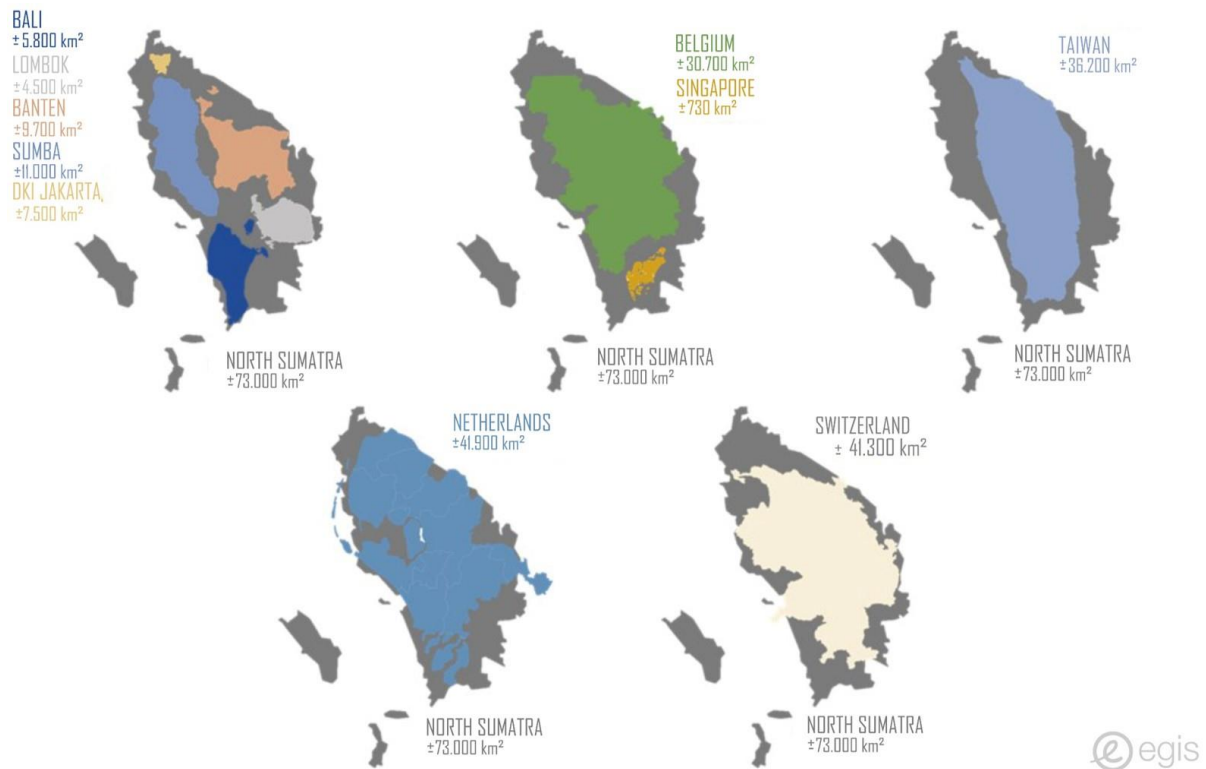 BALI
± 5.800 km²
LOMBOK
±4.500 km²
BANTEN
±9.700 km²
SUMBA
±11.000 km²
DKI JAKARTA,
±7.500 km²
NORTH SUMATRA
±73.000 km²
BELGIUM
±30.700 km²
SINGAPORE
±730 km²
NORTH SUMATRA
±73.000 km²
TAIWAN
±36.200 km²
NORTH SUMATRA
±73.000 km²
NETHERLANDS
±41.900 km²
NORTH SUMATRA
±73.000 km²
SWITZERLAND
± 41.300 km²
NORTH SUMATRA
±73.000 km²
egis